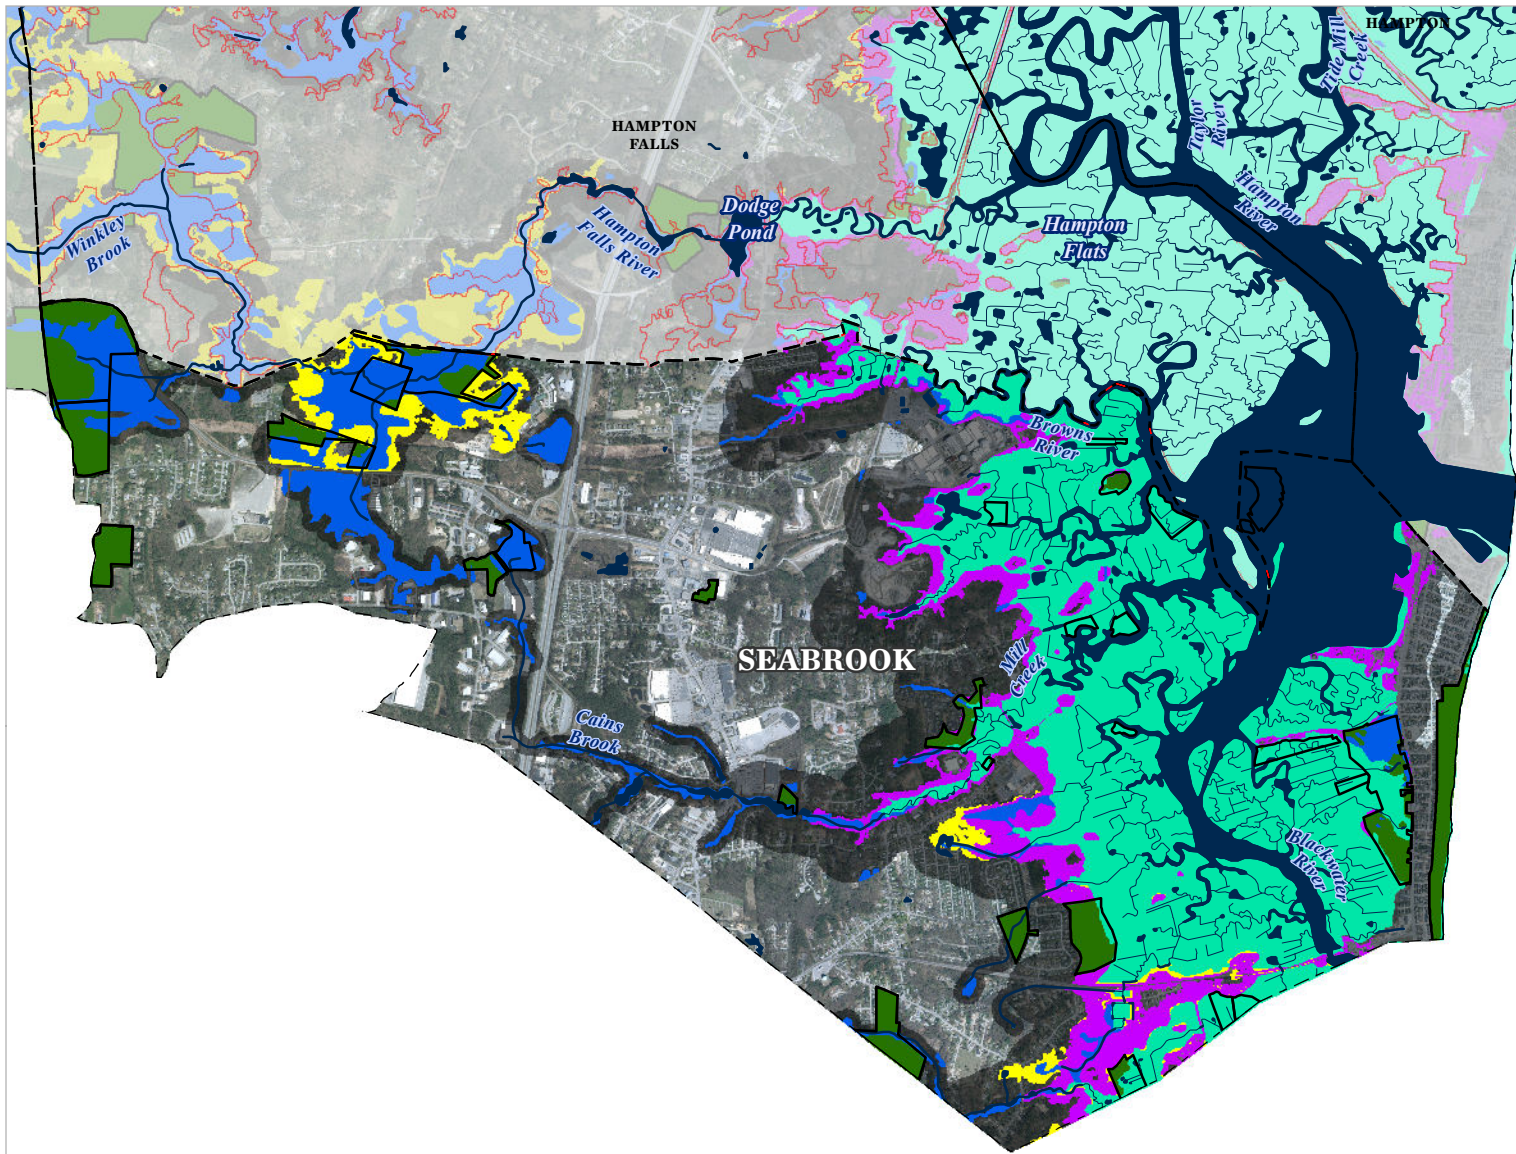 HAMPTON
Tide Mill
Creek
HAMPTON
FALLS
Taylor
River
Hampton
River
Dodge
Pond
Hampton
Falls River
Hampton
Flats
Winkley
Brook
Browns
River
SEABROOK
Mill
Creek
Cains
Brook
Blackwater
River